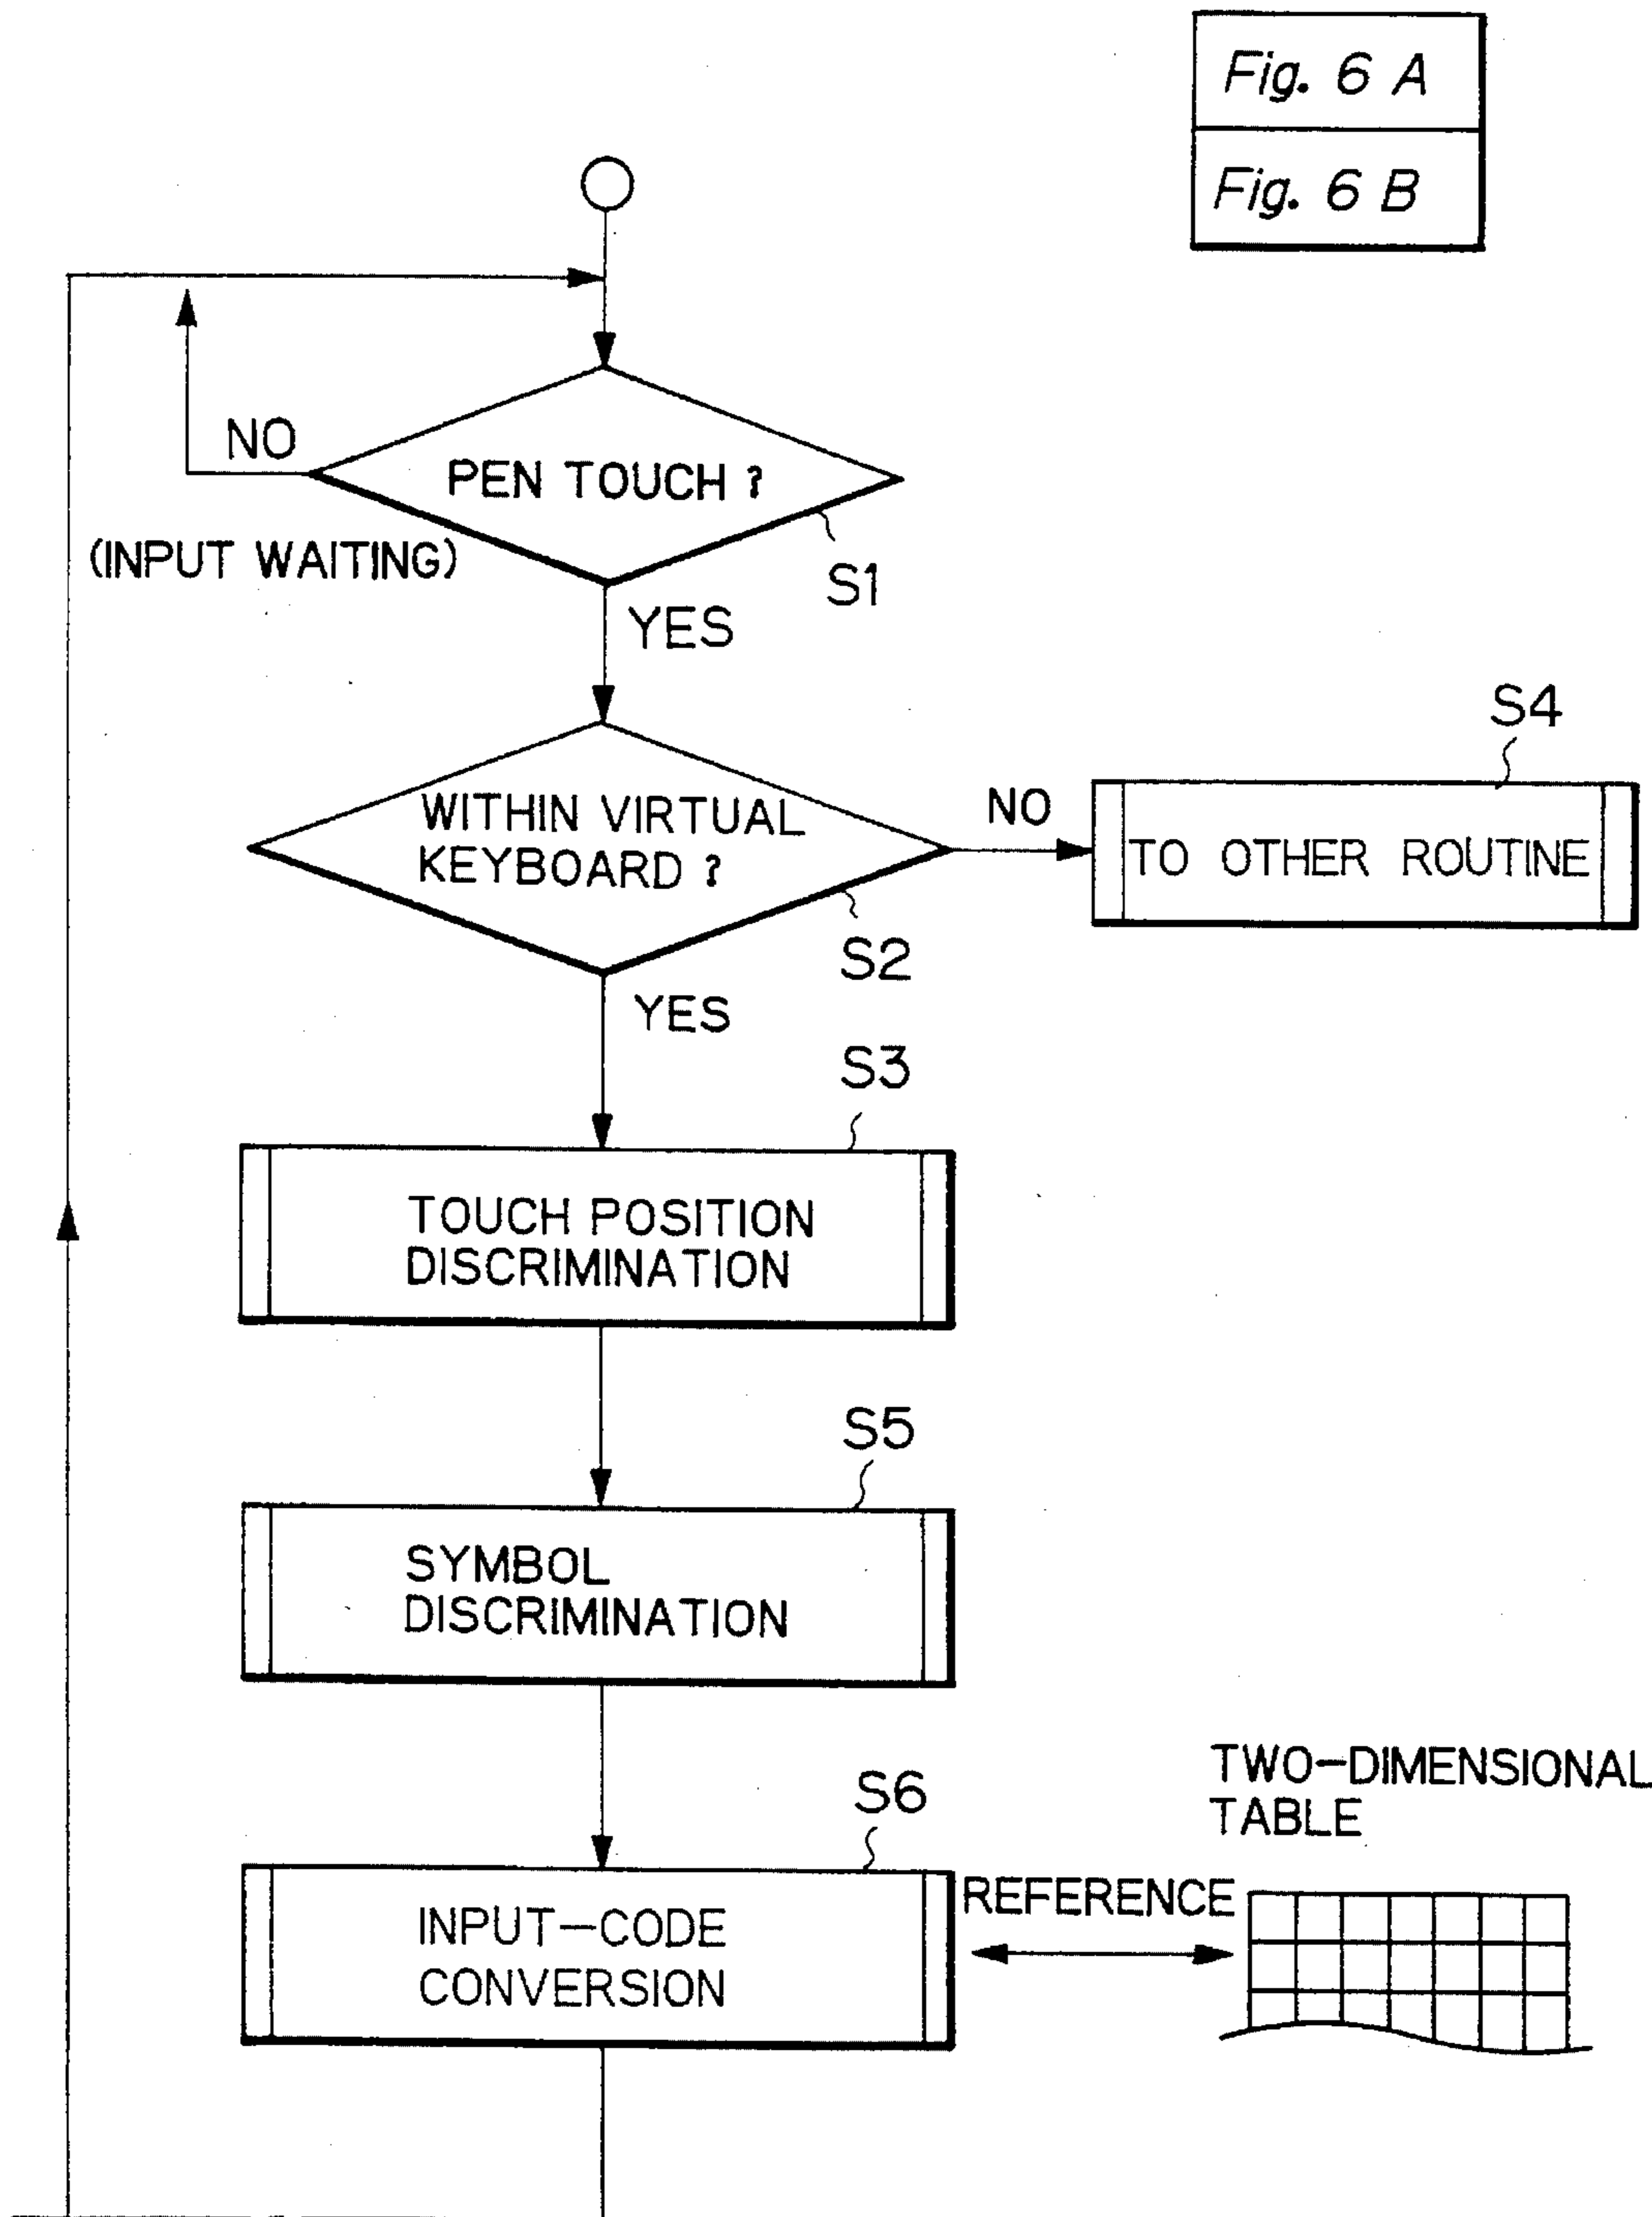 Fig. 6 A
Fig. 6 B
NO
PEN TOUCH ?
(INPUT WAITING)
S1
YES
S4
WITHIN VIRTUAL
KEYBOARD ?
NO
TO OTHER ROUTINE
S2
YES
S3
TOUCH POSITION
DISCRIMINATION
S5
SYMBOL
DISCRIMINATION
S6
TWO-DIMENSIONAL
TABLE
INPUT-CODE
CONVERSION
REFERENCE